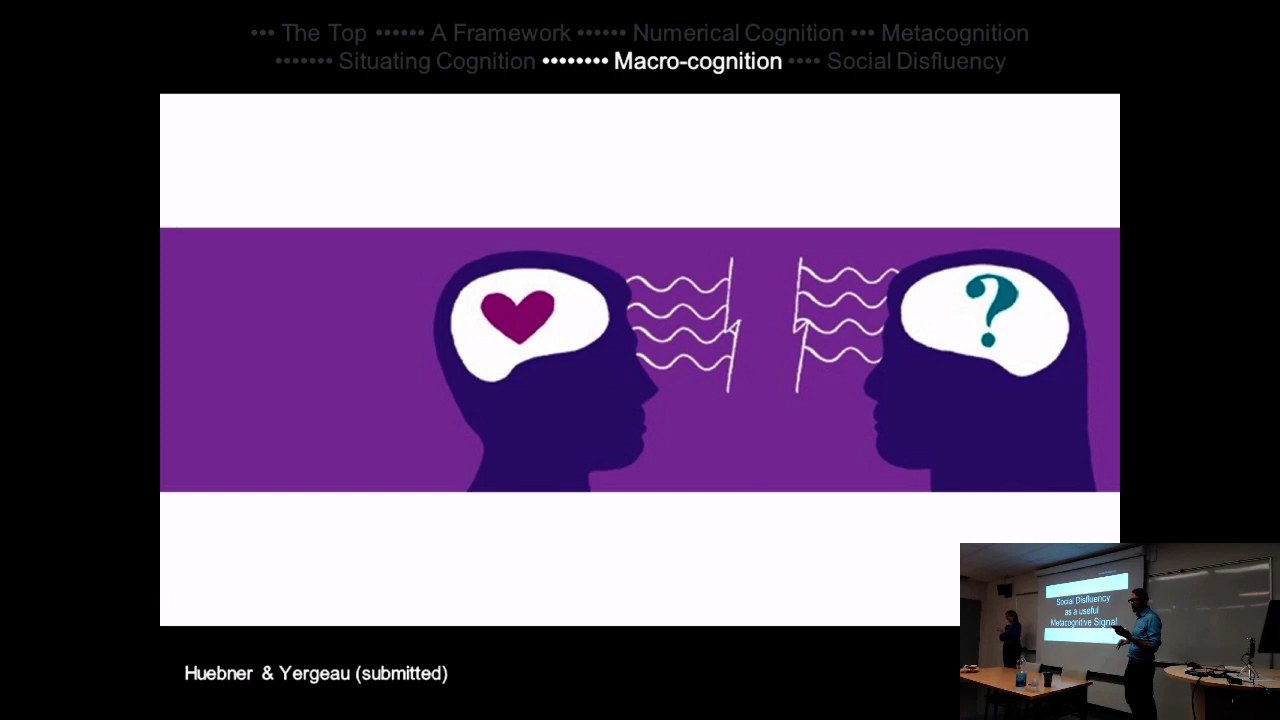 ••• The Top •••••• A Framework •••••• Numerical Cognition ••• Metacognition
••••••• Situating Cognition •••••••• Macro-cognition •••• Social Disfluency
?
Huebner & Yergeau (submitted)
Social Disfluency
as a useful
Metacognitive Signal